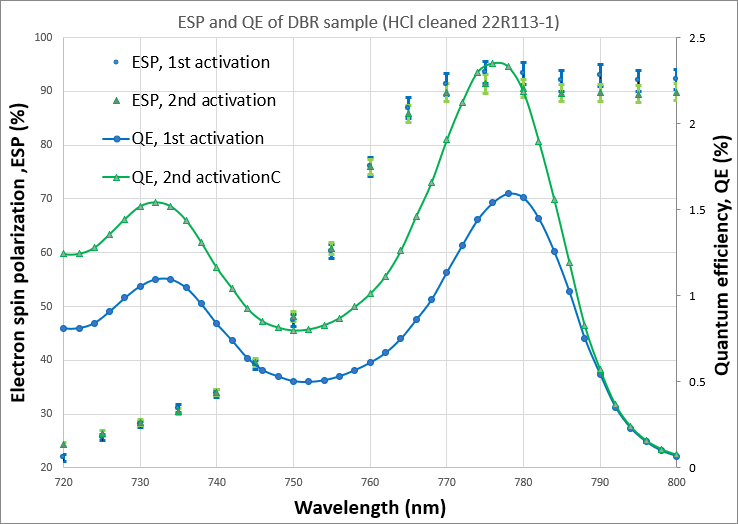 ESP and QE of DBR sample (HCl cleaned 22R113-1)
Electron spin polarization ,ESP (%)
100
90
80
70
60
50
40
30
20
ESP, 1st activation
ESP, 2nd activation
QE, 1st activation
QE, 2nd activationC
2.5
2
1.5
1
0.5
0
Quantum efficiency, QE (%)
720 730 740 750 760 770 780 790 800
Wavelength (nm)